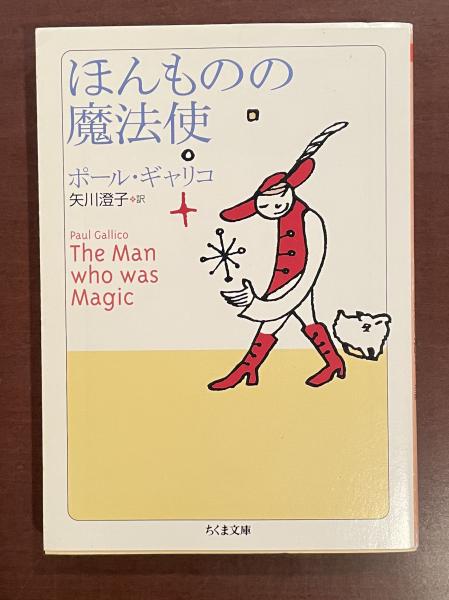 ほんものの
魔法使
ポール・ギャリコ
矢川澄子✥訳
Paul Gallico
The Man
who was
Magic
ちくま文庫